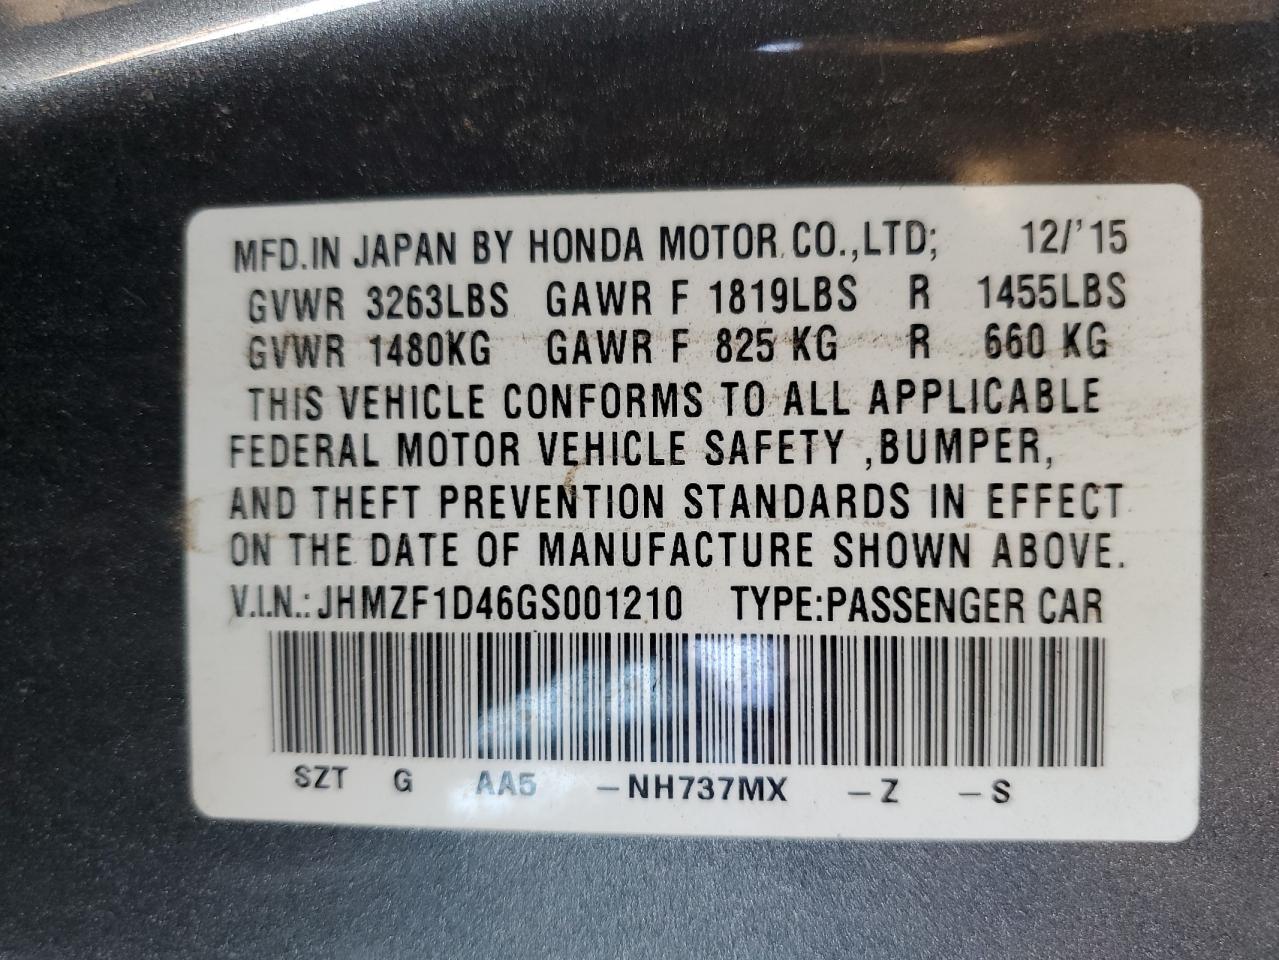 MFD.IN JAPAN BY HONDA MOTOR CO.,LTD; 12/'15
GVWR 3263LBS GAWR F 1819LBS R 1455LBS
GVWR 1480KG GAWR F 825 KG R 660 KG
THIS VEHICLE CONFORMS TO ALL APPLICABLE
FEDERAL MOTOR VEHICLE SAFETY ,BUMPER,
AND THEFT PREVENTION STANDARDS IN EFFECT
ON THE DATE OF MANUFACTURE SHOWN ABOVE.
V.I.N.: JHMZF1D46GS001210 TYPE:PASSENGER CAR
SZT G AA5 –NH737MX –Z –S